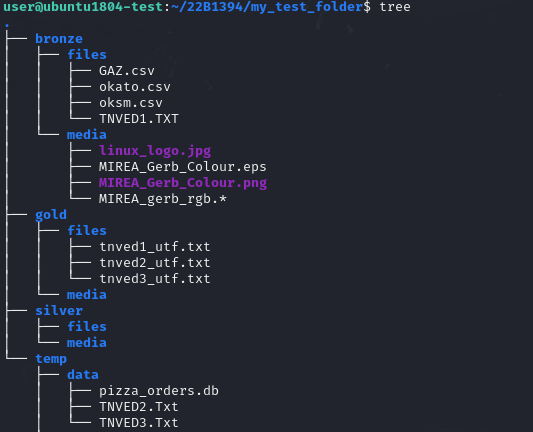 user@ubuntu1804-test:~/22B1394/my_test_folder$ tree
.
├── bronze
│   ├── files
│   │   ├── GAZ.csv
│   │   ├── okato.csv
│   │   ├── oksm.csv
│   │   └── TNVED1.TXT
│   └── media
│       ├── linux_logo.jpg
│       ├── MIREA_Gerb_Colour.eps
│       ├── MIREA_Gerb_Colour.png
│       └── MIREA_gerb_rgb.*
├── gold
│   ├── files
│   │   ├── tnved1_utf.txt
│   │   ├── tnved2_utf.txt
│   │   └── tnved3_utf.txt
│   └── media
├── silver
│   ├── files
│   └── media
└── temp
    ├── data
    │   ├── pizza_orders.db
    │   ├── TNVED2.Txt
    │   └── TNVED3.Txt